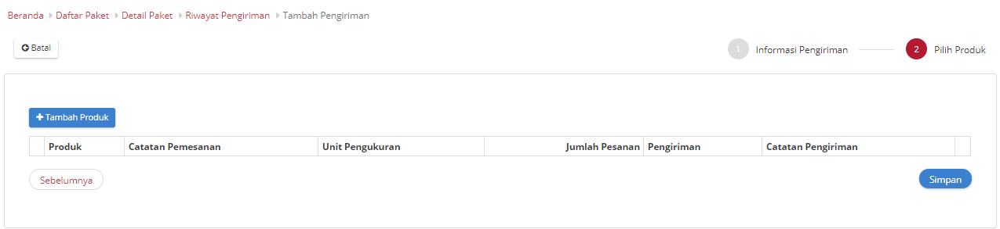 Beranda Daftar Paket Detail Paket Riwayat Pengiriman Tambah Pengiriman
Batal
1 Informasi Pengiriman 2 Pilih Produk
Tambah Produk
Produk Catatan Pemesanan Unit Pengukuran Jumlah Pesanan Pengiriman Catatan Pengiriman
Sebelumnya Simpan